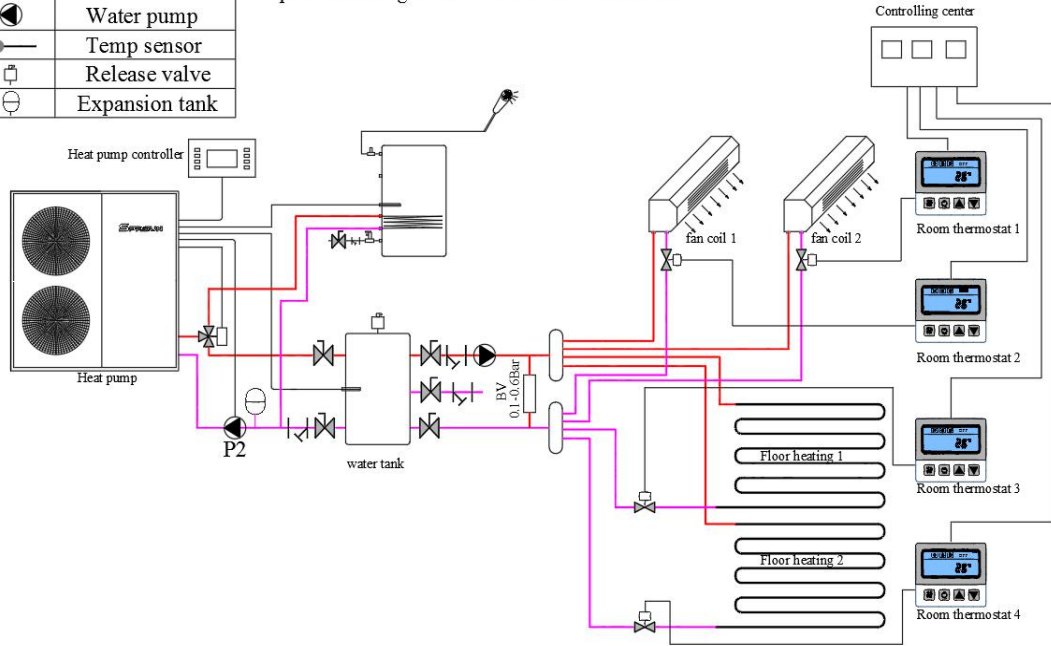 Water pump
Temp sensor
Release valve
Expansion tank
Controlling center
Heat pump controller
Room thermostat 1
fan coil 1
fan coil 2
Room thermostat 2
Heat pump
BV
0.1-0.6Bar
P2
water tank
Floor heating 1
Room thermostat 3
Floor heating 2
Room thermostat 4